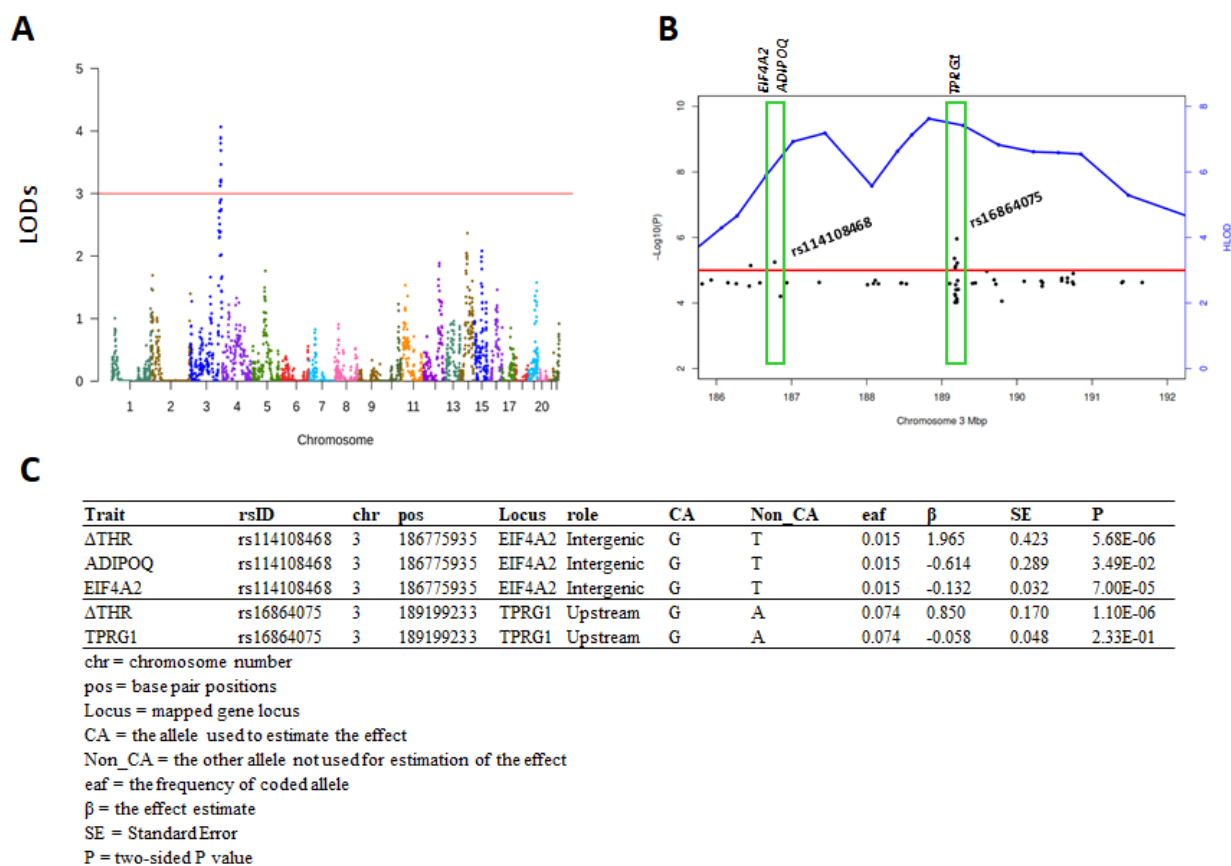 A
5
4
3
2
1
0
LODs
1 2 3 4 5 6 7 8 9 11 13 15 17 20
Chromosome
B
EIF4A2
ADIPOQ
TPRG1
10
8
6
4
2
-Log10(P)
rs114108468
rs16864075
8
6
4
2
0
HLOD
186 187 188 189 190 191 192
Chromosome 3 Mbp
C
Trait rsID chr pos Locus role CA Non_CA eaf β SE P
ΔTHR rs114108468 3 186775935 EIF4A2 Intergenic G T 0.015 1.965 0.423 5.68E-06
ADIPOQ rs114108468 3 186775935 EIF4A2 Intergenic G T 0.015 -0.614 0.289 3.49E-02
EIF4A2 rs114108468 3 186775935 EIF4A2 Intergenic G T 0.015 -0.132 0.032 7.00E-05
ΔTHR rs16864075 3 189199233 TPRG1 Upstream G A 0.074 0.850 0.170 1.10E-06
TPRG1 rs16864075 3 189199233 TPRG1 Upstream G A 0.074 -0.058 0.048 2.33E-01
chr = chromosome number
pos = base pair positions
Locus = mapped gene locus
CA = the allele used to estimate the effect
Non_CA = the other allele not used for estimation of the effect
eaf = the frequency of coded allele
β = the effect estimate
SE = Standard Error
P = two-sided P value